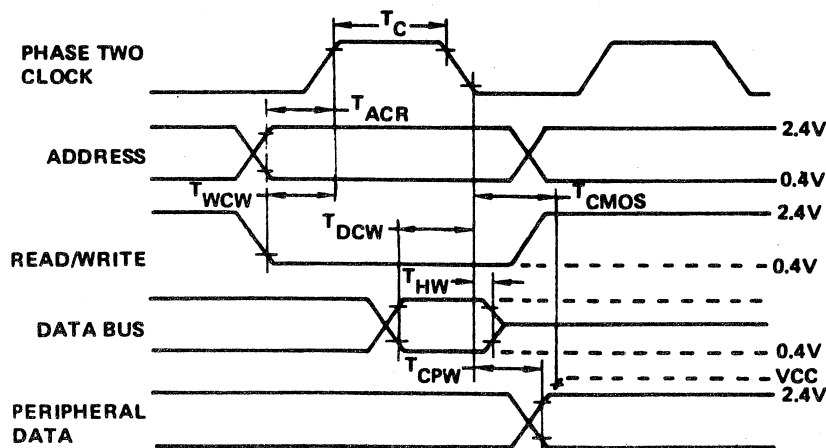 T_C
PHASE TWO
CLOCK
T_ACR
2.4V
ADDRESS
0.4V
T_WCW
T_CMOS
2.4V
T_DCW
READ/WRITE
0.4V
T_HW
DATA BUS
0.4V
T_CPW
VCC
2.4V
PERIPHERAL
DATA